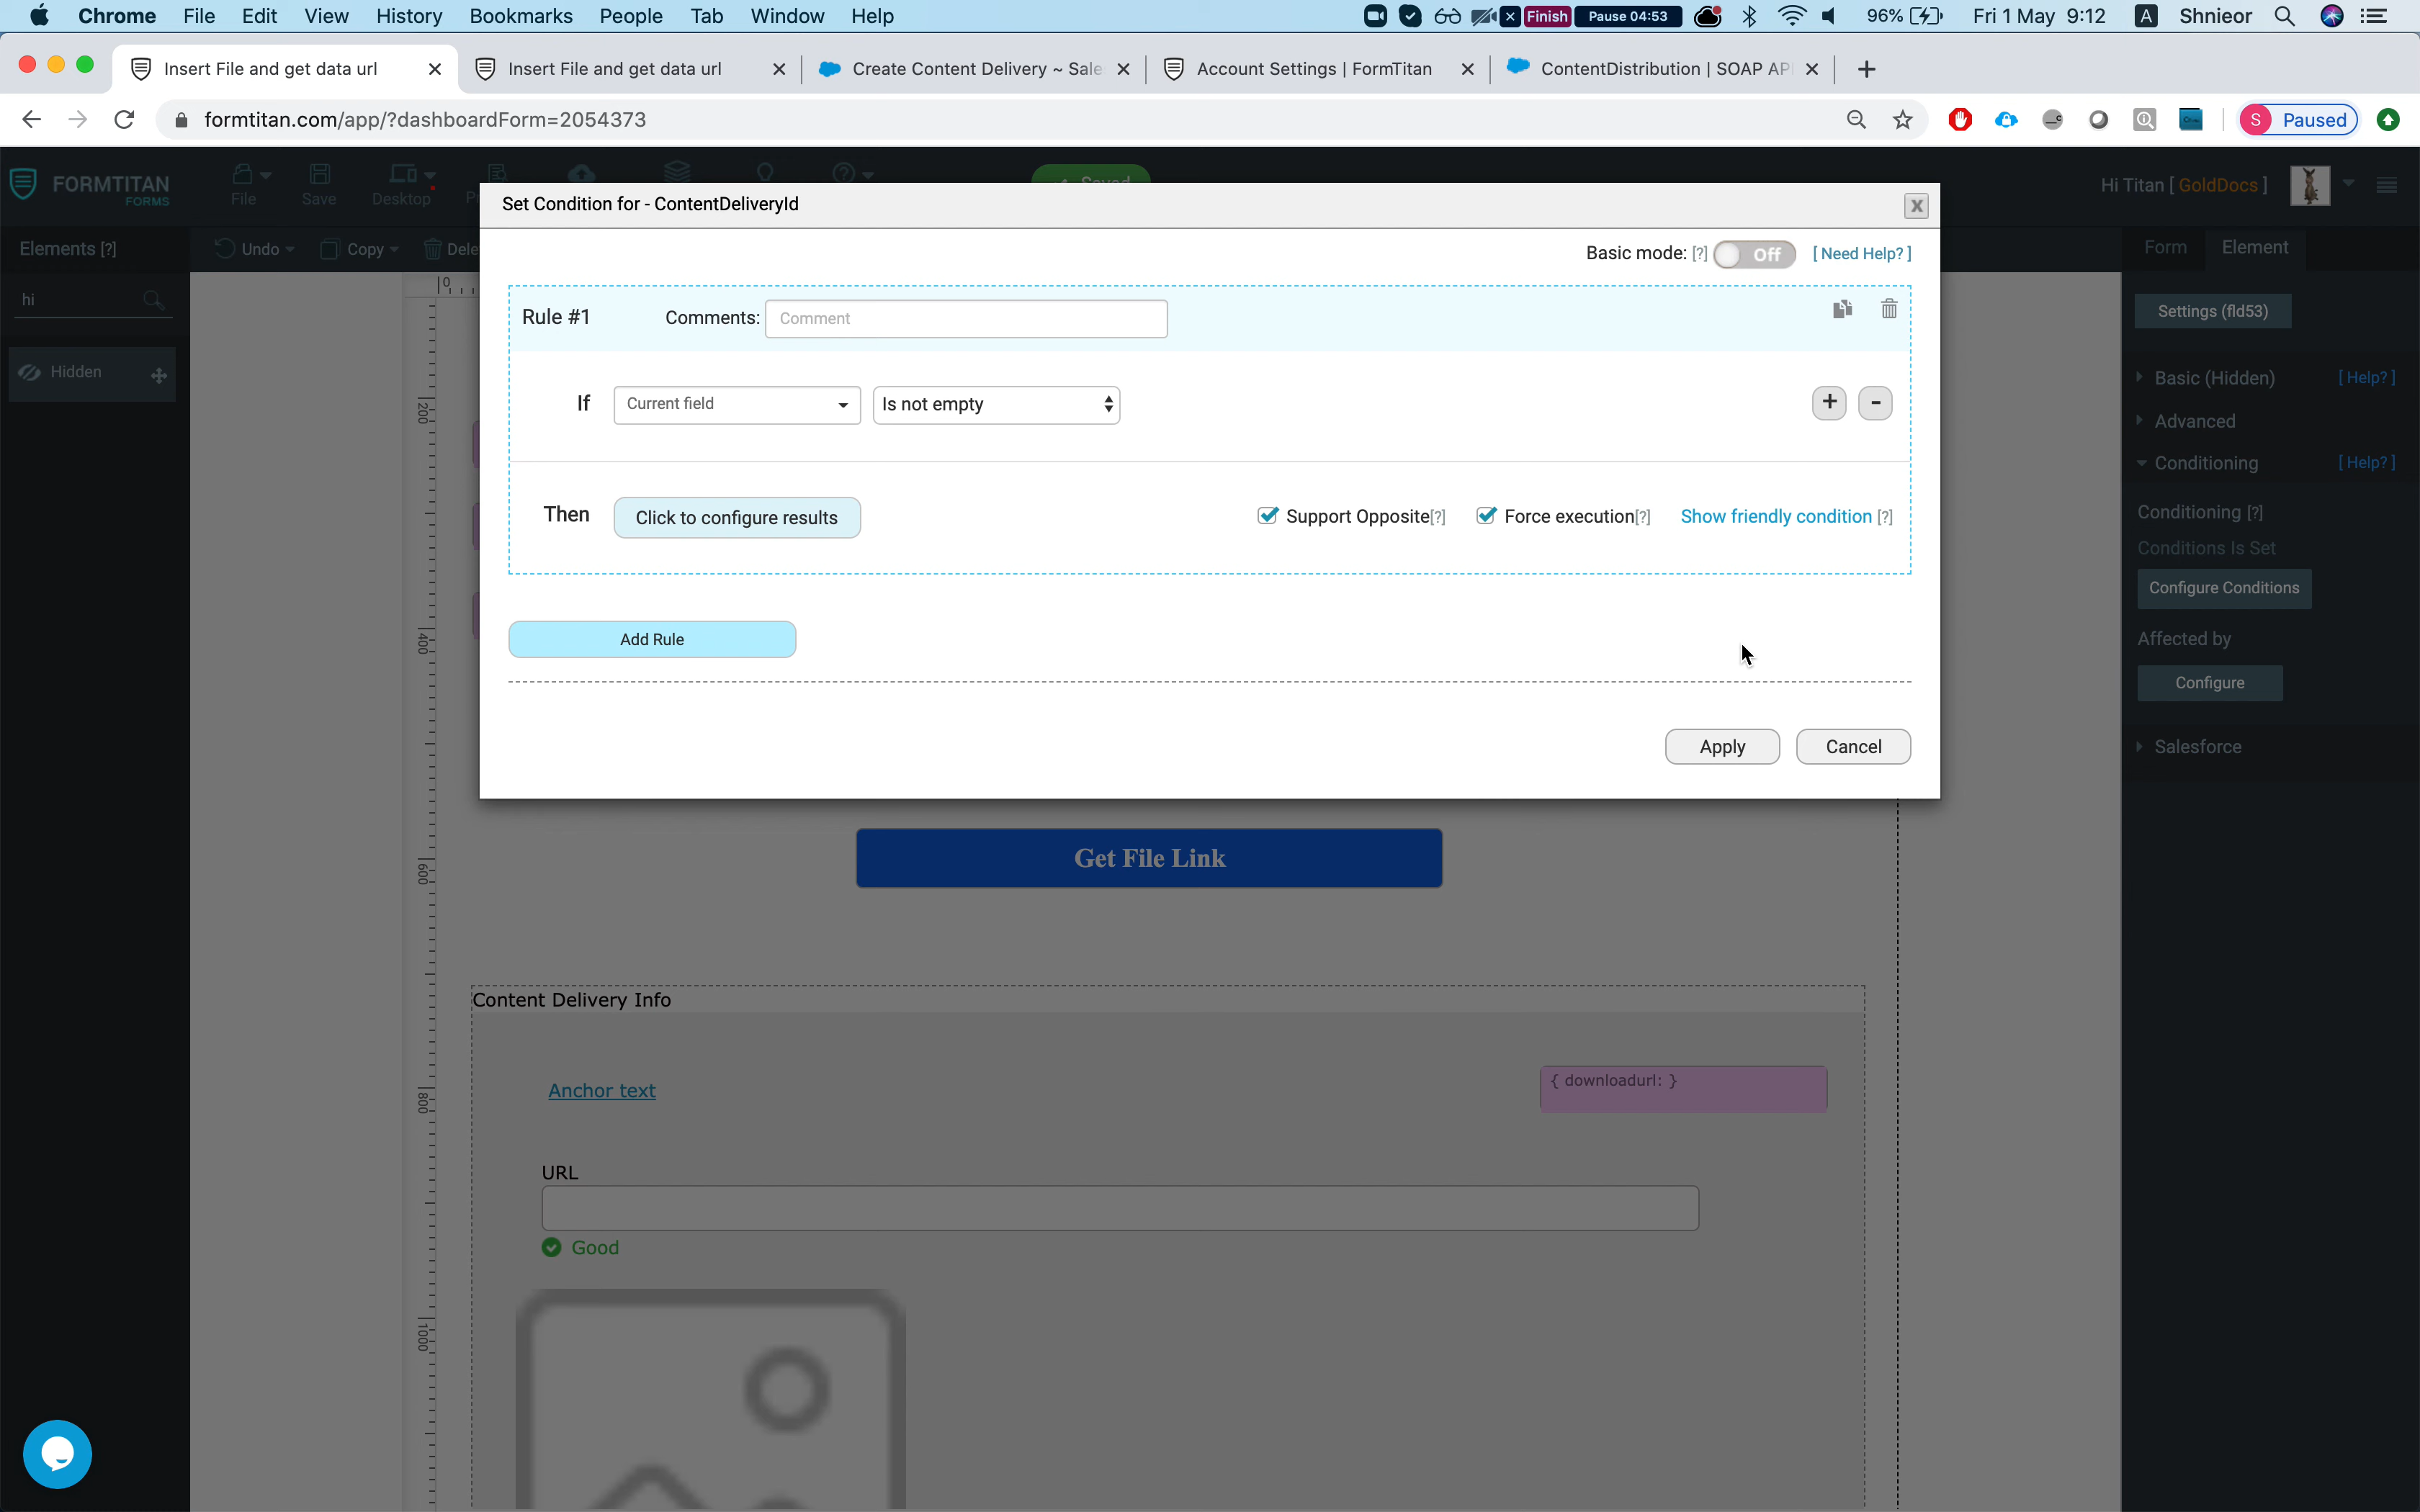 Chrome File Edit View History Bookmarks People Tab Window Help Finish Pause 04:53 96% Fri 1 May 9:12 A Shnieor
Insert File and get data url Insert File and get data url Create Content Delivery ~ Sale Account Settings | FormTitan ContentDistribution | SOAP AP
formtitan.com/app/?dashboardForm=2054373 S Paused
FORMTITAN
FORMS
File Save Desktop
Saved
Hi Titan [ GoldDocs ]
Set Condition for - ContentDeliveryId
X
Elements [?]
Undo Copy Dele
Form Element
Basic mode: [?] Off [ Need Help? ]
hi
0
Rule #1 Comments: Comment
Settings (fld53)
Hidden
Basic (Hidden) [ Help? ]
If Current field Is not empty + -
200
Advanced
Conditioning [ Help? ]
Then Click to configure results Support Opposite[?] Force execution[?] Show friendly condition [?]
Conditioning [?]
Conditions Is Set
Configure Conditions
Add Rule
400
Affected by
Configure
Apply Cancel
Salesforce
Get File Link
600
Content Delivery Info
Anchor text
{ downloadurl: }
800
URL
Good
1000